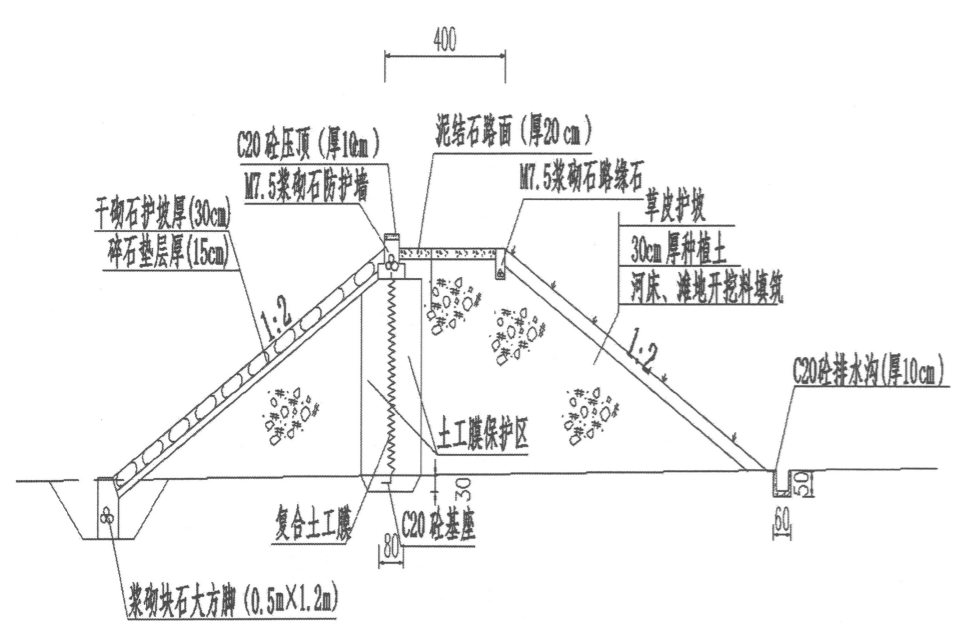 400
C20砼压顶(厚10cm)
M7.5浆砌石防护墙
泥结石路面(厚20cm)
M7.5浆砌石路缘石
干砌石护坡厚(30cm)
碎石垫层厚(15cm)
草皮护坡
30cm厚种植土
河床、滩地开挖料填筑
1:2
1:2
C20砼排水沟(厚10cm)
土工膜保护区
复合土工膜
C20砼基座
30
50
80
60
浆砌块石大方脚(0.5m×1.2m)